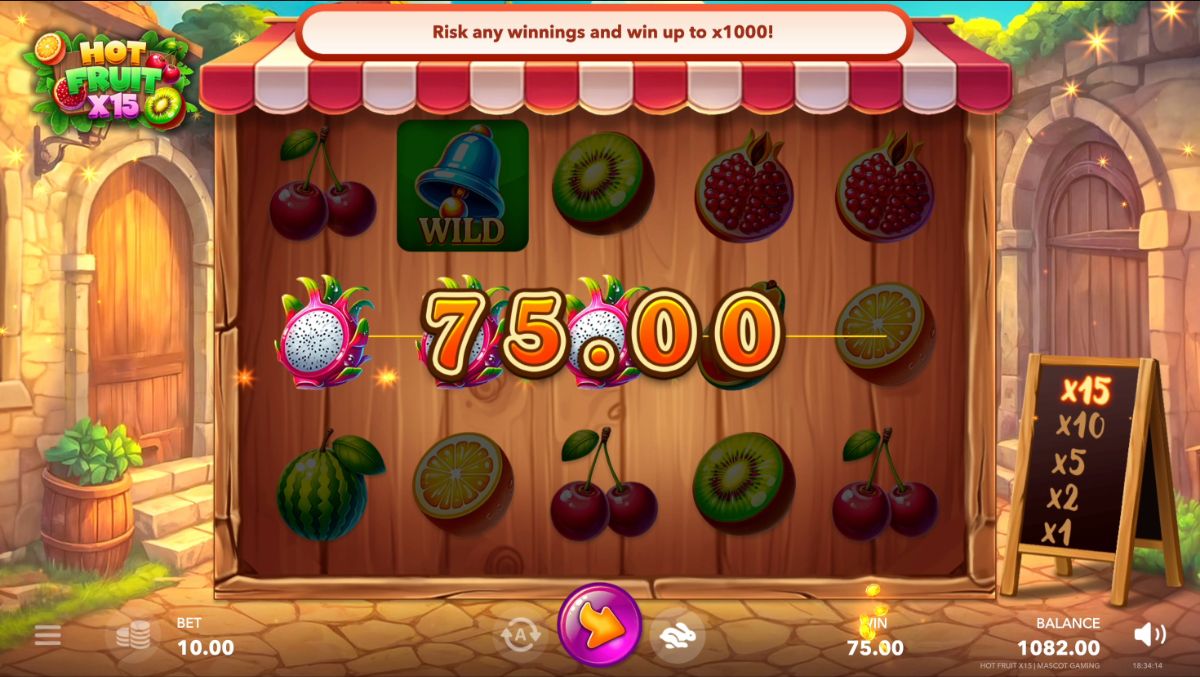 Risk any winnings and win up to x1000!
HOT
FRUIT
X15
WILD
75.00
x15
x10
x5
x2
x1
BET
10.00
A
WIN
75.00
BALANCE
1082.00
HOT FRUIT X15 | MASCOT GAMING
18:34:14